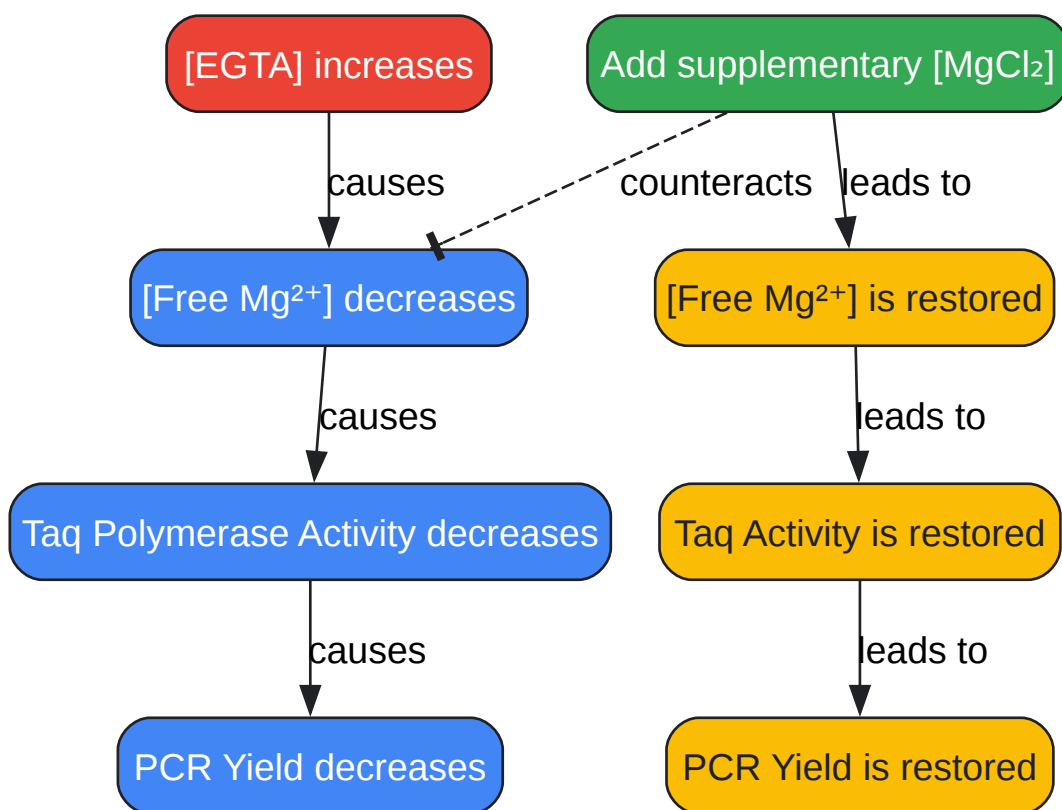 [EGTA] increases
Add supplementary [MgCl₂]
causes
counteracts
leads to
[Free Mg²⁺] decreases
[Free Mg²⁺] is restored
causes
leads to
Taq Polymerase Activity decreases
Taq Activity is restored
causes
leads to
PCR Yield decreases
PCR Yield is restored